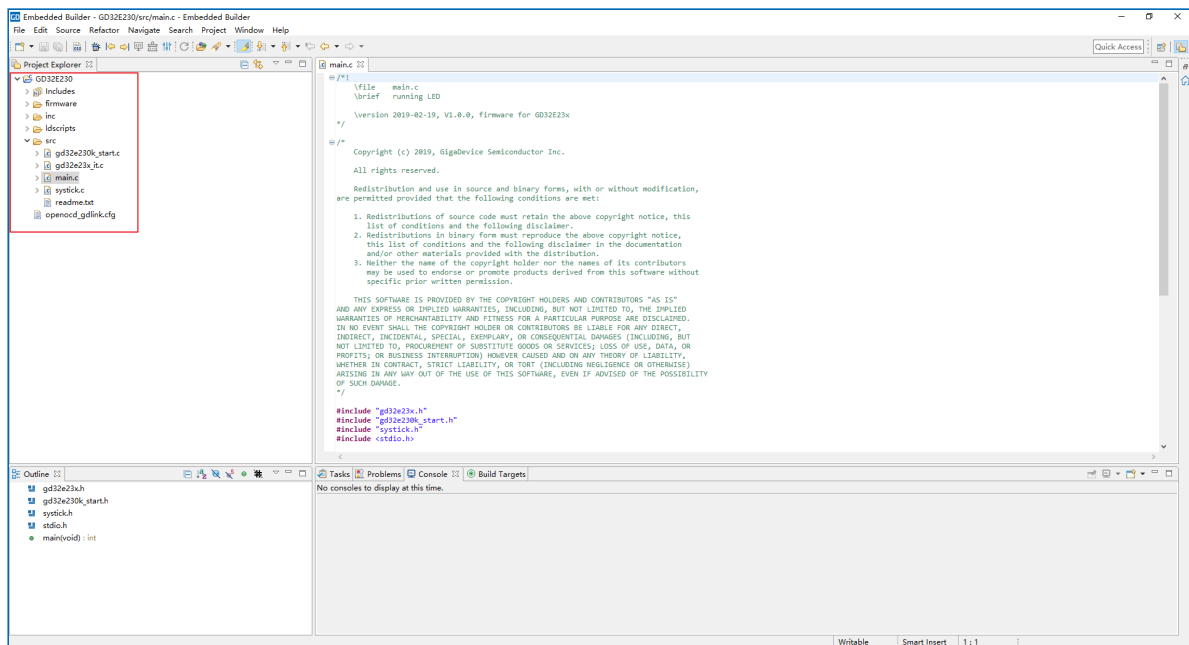 GD Embedded Builder - GD32E230/src/main.c - Embedded Builder
File Edit Source Refactor Navigate Search Project Window Help
Quick Access
Project Explorer
GD32E230
Includes
firmware
inc
ldscripts
src
gd32e230k_start.c
gd32e23x_it.c
main.c
systick.c
readme.txt
openocd_gdlink.cfg
main.c
/*!
\file main.c
\brief running LED
\version 2019-02-19, V1.0.0, firmware for GD32E23x
*/
/*
Copyright (c) 2019, GigaDevice Semiconductor Inc.
All rights reserved.
Redistribution and use in source and binary forms, with or without modification,
are permitted provided that the following conditions are met:
1. Redistributions of source code must retain the above copyright notice, this
list of conditions and the following disclaimer.
2. Redistributions in binary form must reproduce the above copyright notice,
this list of conditions and the following disclaimer in the documentation
and/or other materials provided with the distribution.
3. Neither the name of the copyright holder nor the names of its contributors
may be used to endorse or promote products derived from this software without
specific prior written permission.
THIS SOFTWARE IS PROVIDED BY THE COPYRIGHT HOLDERS AND CONTRIBUTORS "AS IS"
AND ANY EXPRESS OR IMPLIED WARRANTIES, INCLUDING, BUT NOT LIMITED TO, THE IMPLIED
WARRANTIES OF MERCHANTABILITY AND FITNESS FOR A PARTICULAR PURPOSE ARE DISCLAIMED.
IN NO EVENT SHALL THE COPYRIGHT HOLDER OR CONTRIBUTORS BE LIABLE FOR ANY DIRECT,
INDIRECT, INCIDENTAL, SPECIAL, EXEMPLARY, OR CONSEQUENTIAL DAMAGES (INCLUDING, BUT
NOT LIMITED TO, PROCUREMENT OF SUBSTITUTE GOODS OR SERVICES; LOSS OF USE, DATA, OR
PROFITS; OR BUSINESS INTERRUPTION) HOWEVER CAUSED AND ON ANY THEORY OF LIABILITY,
WHETHER IN CONTRACT, STRICT LIABILITY, OR TORT (INCLUDING NEGLIGENCE OR OTHERWISE)
ARISING IN ANY WAY OUT OF THE USE OF THIS SOFTWARE, EVEN IF ADVISED OF THE POSSIBILITY
OF SUCH DAMAGE.
*/
#include "gd32e23x.h"
#include "gd32e230k_start.h"
#include "systick.h"
#include <stdio.h>
Outline
gd32e23x.h
gd32e230k_start.h
systick.h
stdio.h
main(void) : int
Tasks Problems Console Build Targets
No consoles to display at this time.
Writable Smart Insert 1 : 1